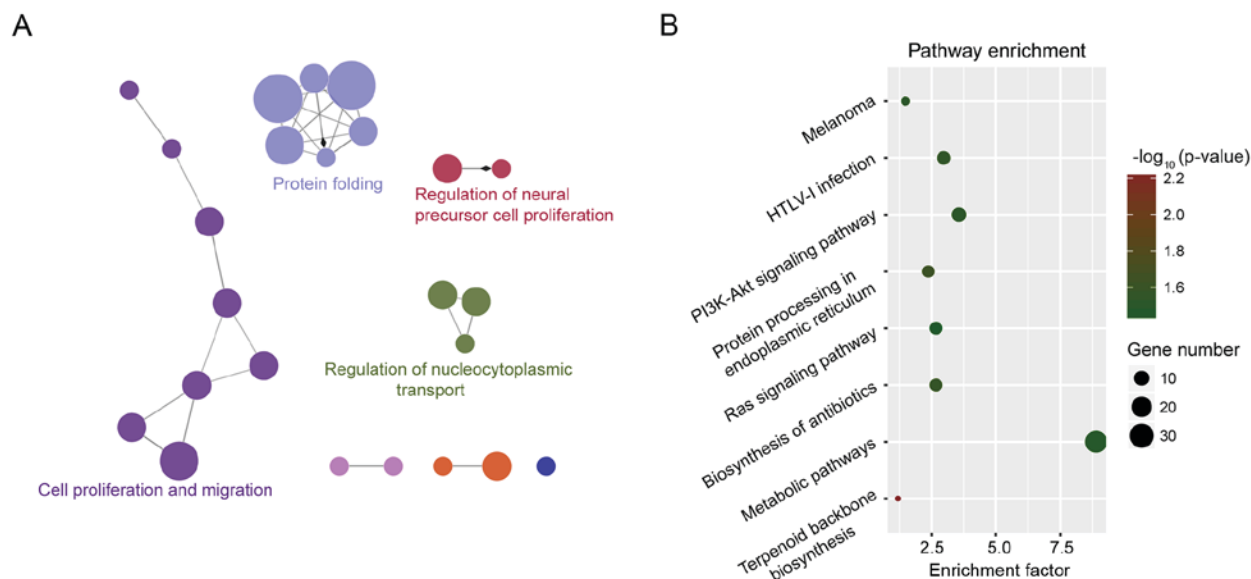 A
Protein folding
Regulation of neural
precursor cell proliferation
Regulation of nucleocytoplasmic
transport
Cell proliferation and migration
B
Pathway enrichment
Melanoma
HTLV-I infection
PI3K-Akt signaling pathway
Protein processing in
endoplasmic reticulum
Ras signaling pathway
Biosynthesis of antibiotics
Metabolic pathways
Terpenoid backbone
biosynthesis
2.5 5.0 7.5
Enrichment factor
-log10 (p-value)
2.2
2.0
1.8
1.6
Gene number
10
20
30